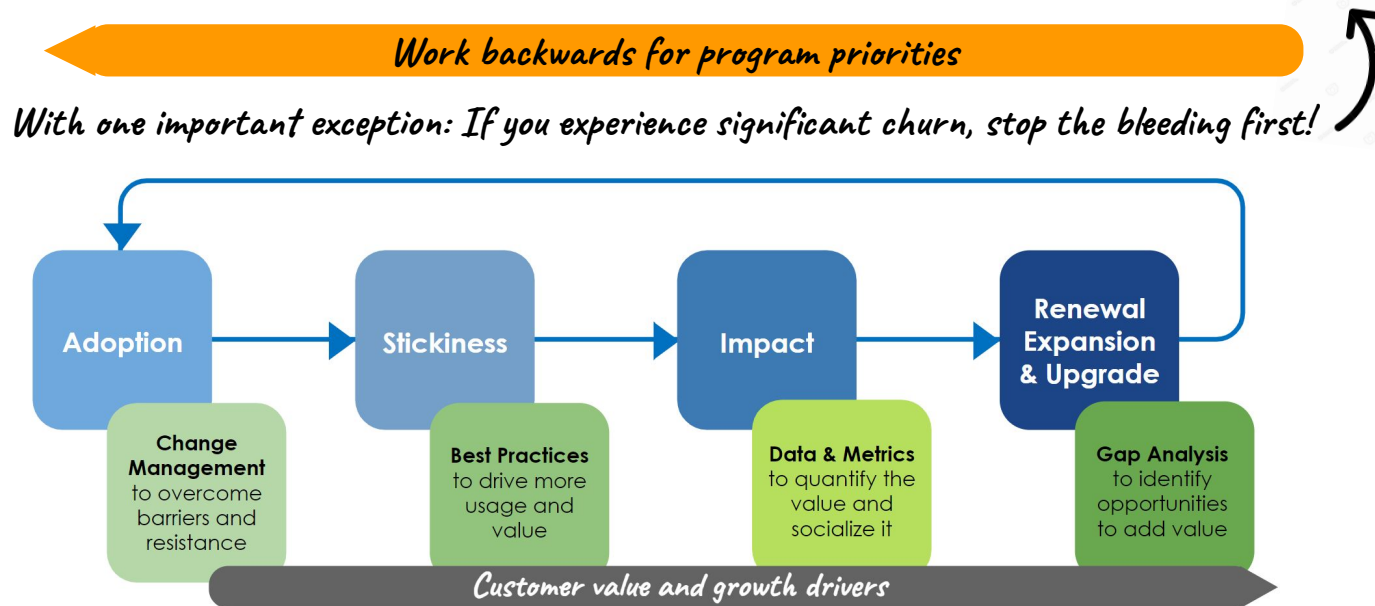 Work backwards for program priorities
With one important exception: If you experience significant churn, stop the bleeding first!
Adoption
Stickiness
Impact
Renewal
Expansion
& Upgrade
Change
Management
to overcome
barriers and
resistance
Best Practices
to drive more
usage and
value
Data & Metrics
to quantify the
value and
socialize it
Gap Analysis
to identify
opportunities
to add value
Customer value and growth drivers